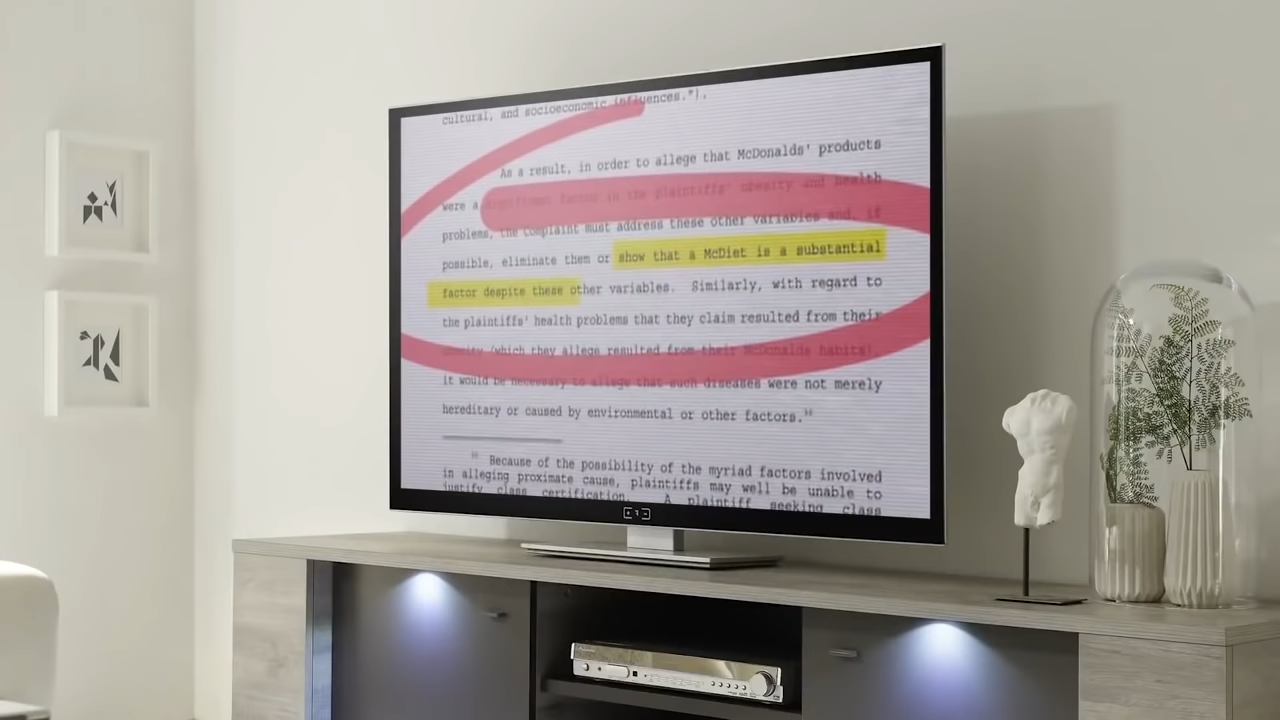 cultural, and socioeconomic influences."),
As a result, in order to allege that McDonalds' products
were a significant factor in the plaintiffs' obesity and health
problems, the Complaint must address these other variables and, if
possible, eliminate them or show that a McDiet is a substantial
factor despite these other variables. Similarly, with regard to
the plaintiffs' health problems that they claim resulted from their
obesity (which they allege resulted from their McDonalds habits),
it would be necessary to allege that such diseases were not merely
hereditary or caused by environmental or other factors.
Because of the possibility of the myriad factors involved
in alleging proximate cause, plaintiffs may well be unable to
justify class certification. A plaintiff seeking class